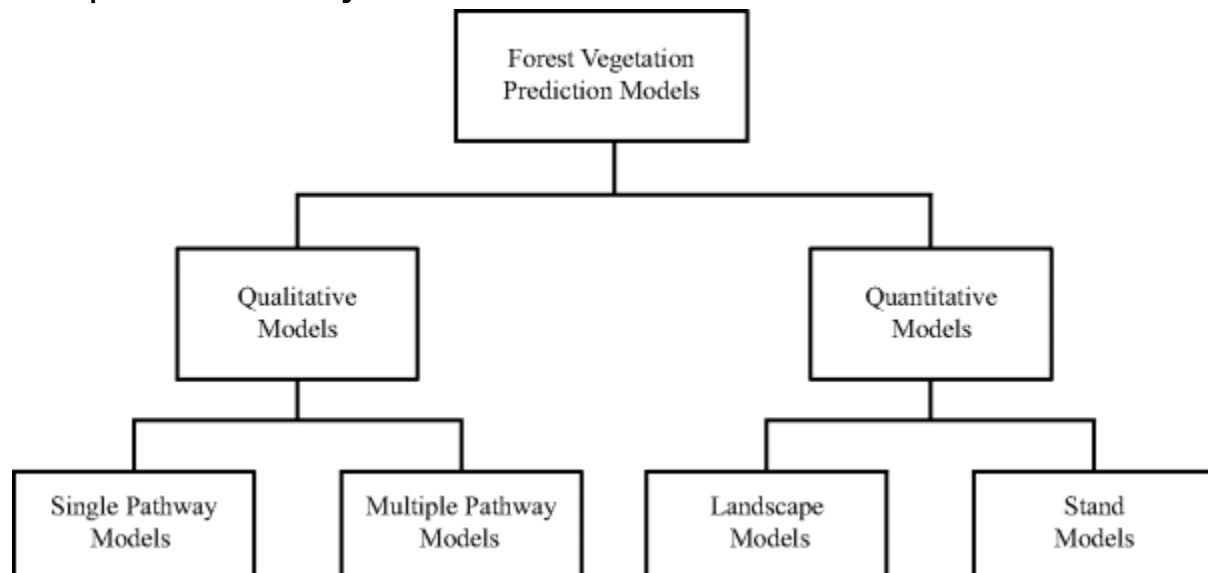 Forest Vegetation
Prediction Models
Qualitative
Models
Quantitative
Models
Single Pathway
Models
Multiple Pathway
Models
Landscape
Models
Stand
Models